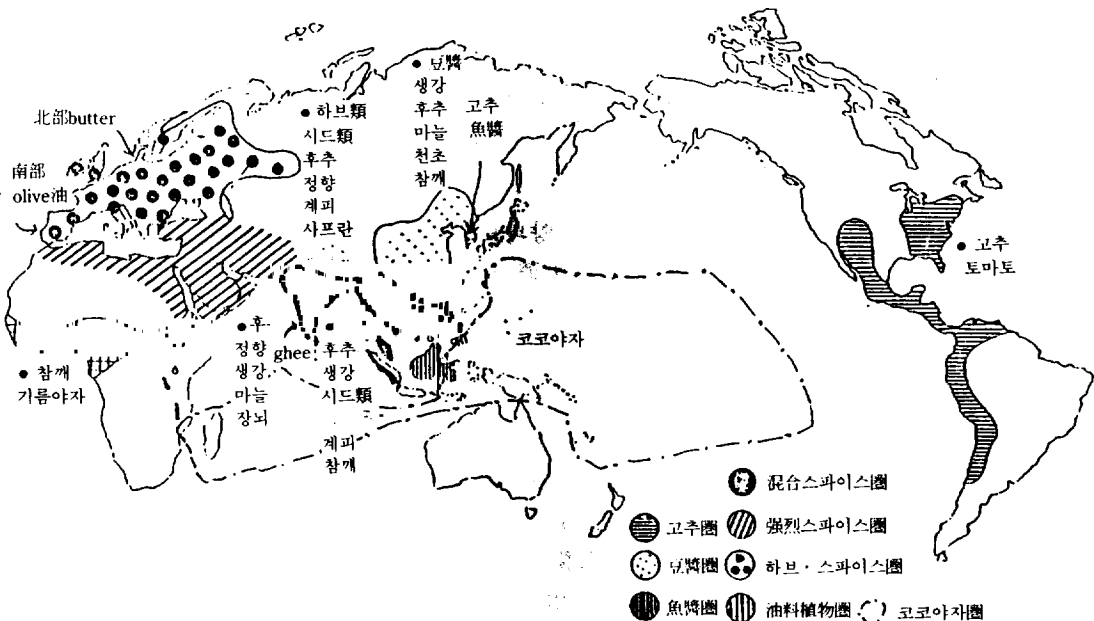 北部butter
南部
olive油
● 하브類
시드類
후추
정향
계피
사프란
● 豆醬
생강
후추
마늘
천초
참깨
고추
魚醬
● 고추
토마토
코코야자
● 참깨
기름야자
정향
생강
마늘
장뇌
ghee
후추
생강
시드類
계피
참깨
混合스파이스圈
고추圈
强烈스파이스圈
豆醬圈
하브・스파이스圈
魚醬圈
油料植物圈
코코야자圈